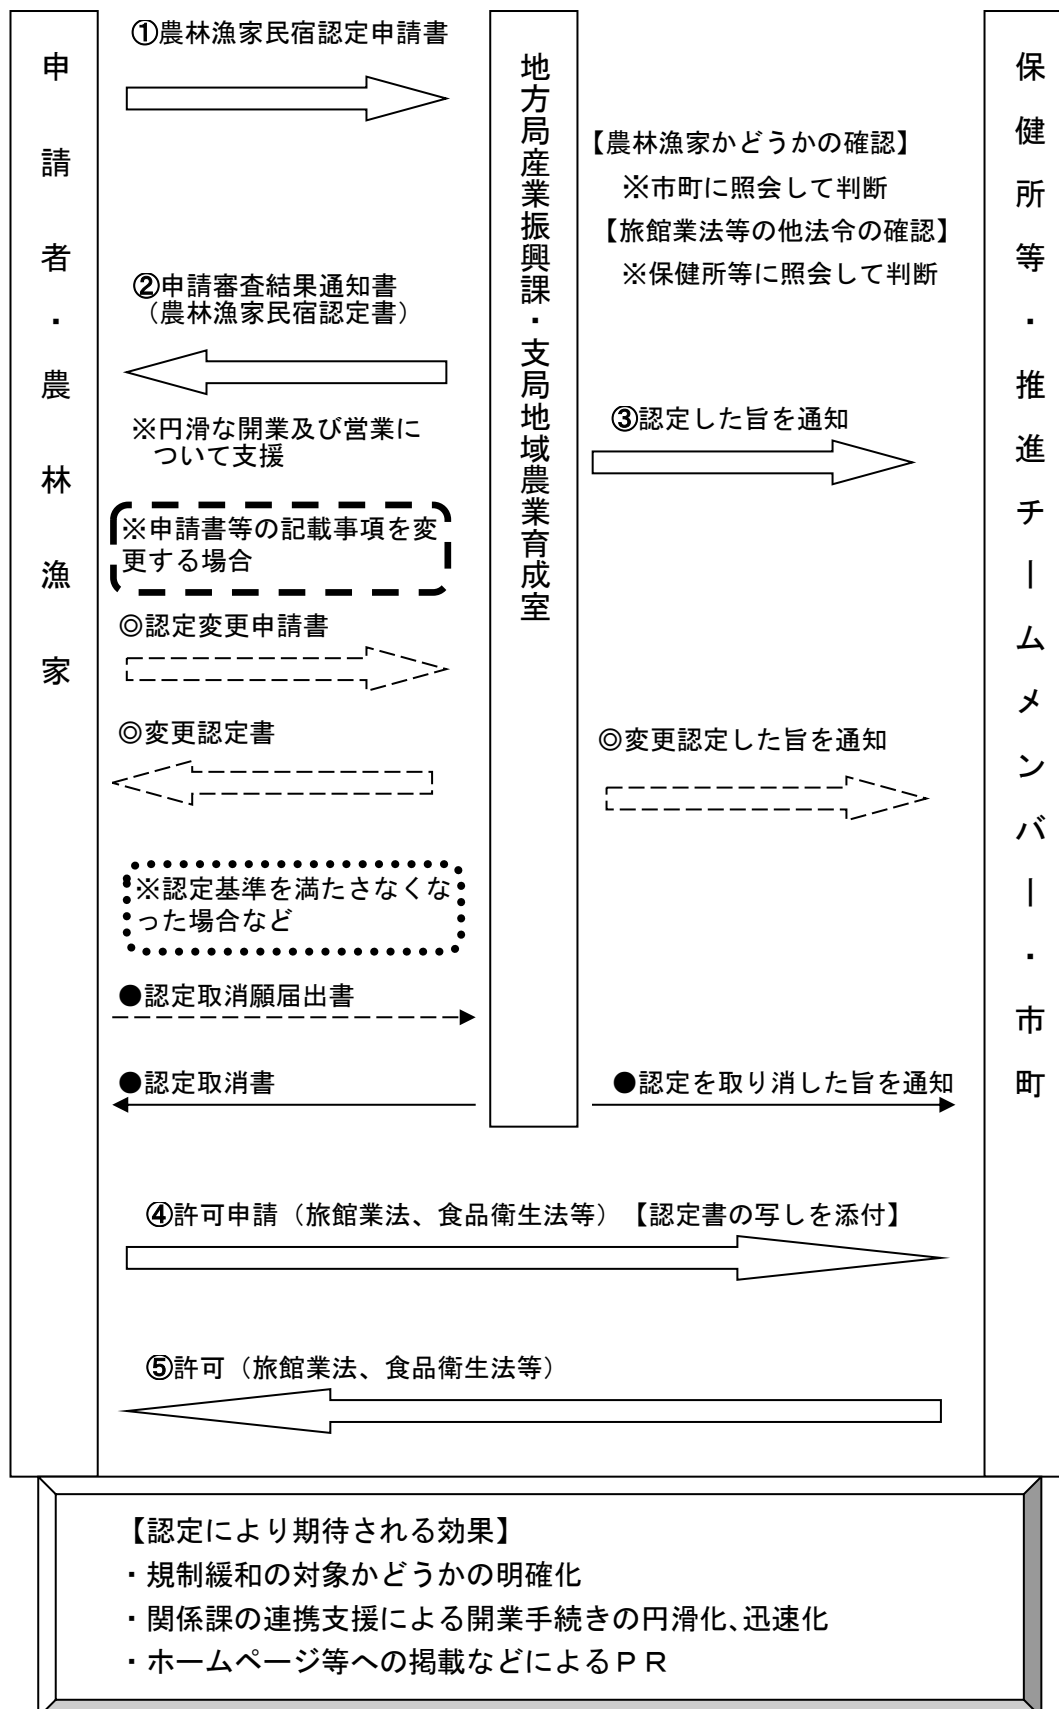 申請者・農林漁家
①農林漁家民宿認定申請書
地方局産業振興課・支局地域農業育成室
保健所等・推進チームメンバー・市町
【農林漁家かどうかの確認】
※市町に照会して判断
【旅館業法等の他法令の確認】
※保健所等に照会して判断
②申請審査結果通知書
(農林漁家民宿認定書)
※円滑な開業及び営業に
ついて支援
③認定した旨を通知
※申請書等の記載事項を変
更する場合
◎認定変更申請書
◎変更認定書
◎変更認定した旨を通知
※認定基準を満たさなくな
った場合など
●認定取消願届出書
●認定取消書
●認定を取り消した旨を通知
④許可申請(旅館業法、食品衛生法等)【認定書の写しを添付】
⑤許可(旅館業法、食品衛生法等)
【認定により期待される効果】
・規制緩和の対象かどうかの明確化
・関係課の連携支援による開業手続きの円滑化、迅速化
・ホームページ等への掲載などによるPR